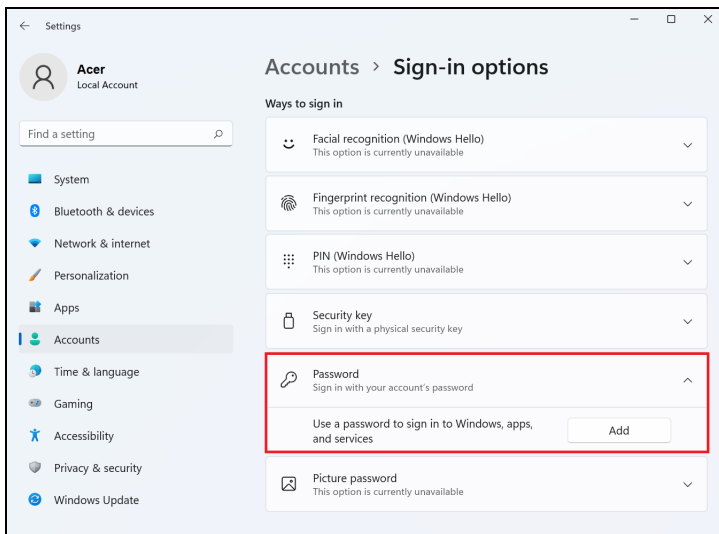 Settings
Acer
Local Account
Find a setting
System
Bluetooth & devices
Network & internet
Personalization
Apps
Accounts
Time & language
Gaming
Accessibility
Privacy & security
Windows Update
Accounts > Sign-in options
Ways to sign in
Facial recognition (Windows Hello)
This option is currently unavailable
Fingerprint recognition (Windows Hello)
This option is currently unavailable
PIN (Windows Hello)
This option is currently unavailable
Security key
Sign in with a physical security key
Password
Sign in with your account's password
Use a password to sign in to Windows, apps,
and services
Add
Picture password
This option is currently unavailable